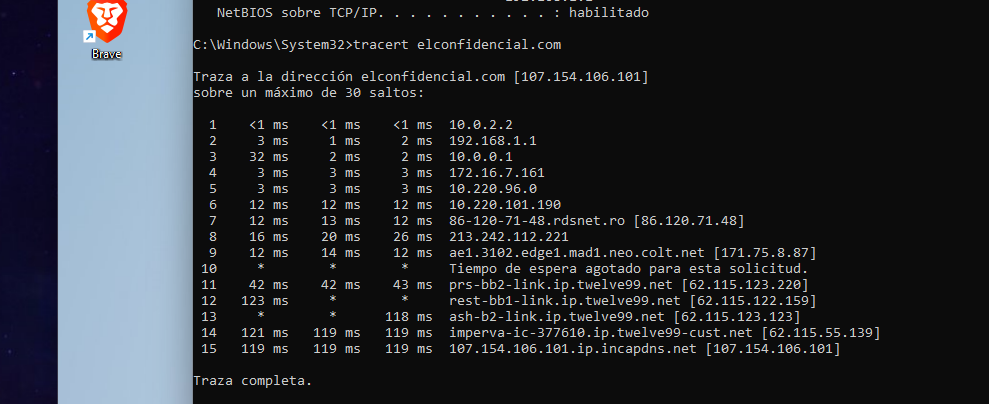 NetBIOS sobre TCP/IP. . . . . . . . . . . : habilitado
Brave
C:\Windows\System32>tracert elconfidencial.com
Traza a la dirección elconfidencial.com [107.154.106.101]
sobre un máximo de 30 saltos:
1 <1 ms <1 ms <1 ms 10.0.2.2
2 3 ms 1 ms 2 ms 192.168.1.1
3 32 ms 2 ms 2 ms 10.0.0.1
4 3 ms 3 ms 3 ms 172.16.7.161
5 3 ms 3 ms 3 ms 10.220.96.0
6 12 ms 12 ms 12 ms 10.220.101.190
7 12 ms 13 ms 12 ms 86-120-71-48.rdsnet.ro [86.120.71.48]
8 16 ms 20 ms 26 ms 213.242.112.221
9 12 ms 14 ms 12 ms ae1.3102.edge1.mad1.neo.colt.net [171.75.8.87]
10 * * * Tiempo de espera agotado para esta solicitud.
11 42 ms 42 ms 43 ms prs-bb2-link.ip.twelve99.net [62.115.123.220]
12 123 ms * * rest-bb1-link.ip.twelve99.net [62.115.122.159]
13 * * 118 ms ash-b2-link.ip.twelve99.net [62.115.123.123]
14 121 ms 119 ms 119 ms imperva-ic-377610.ip.twelve99-cust.net [62.115.55.139]
15 119 ms 119 ms 119 ms 107.154.106.101.ip.incapdns.net [107.154.106.101]
Traza completa.